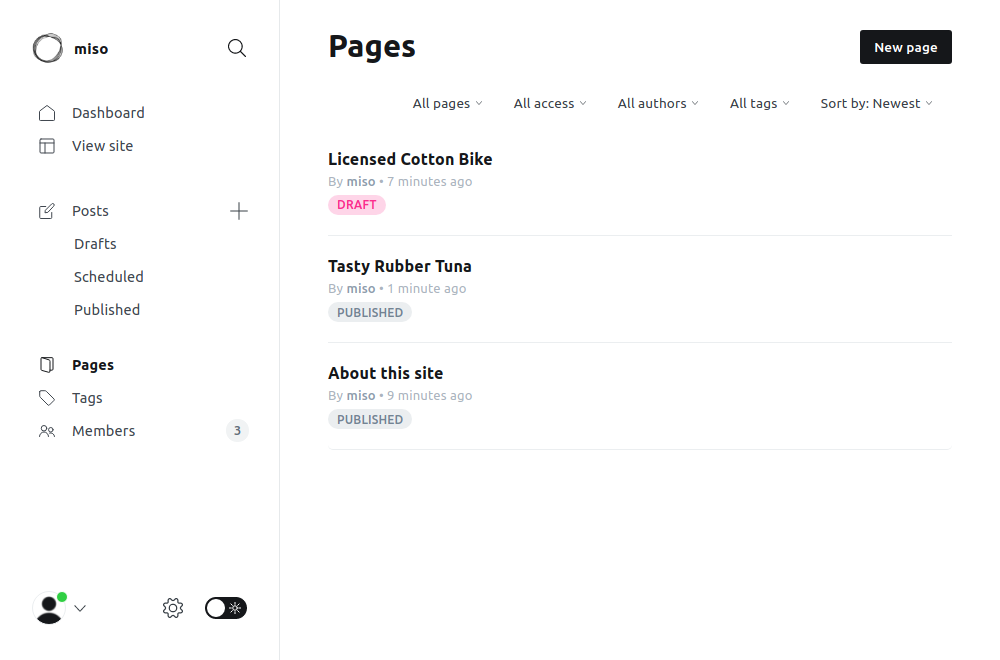 miso
Dashboard
View site
Posts
Drafts
Scheduled
Published
Pages
Tags
Members
3
Pages
New page
All pages
All access
All authors
All tags
Sort by: Newest
Licensed Cotton Bike
By miso • 7 minutes ago
DRAFT
Tasty Rubber Tuna
By miso • 1 minute ago
PUBLISHED
About this site
By miso • 9 minutes ago
PUBLISHED